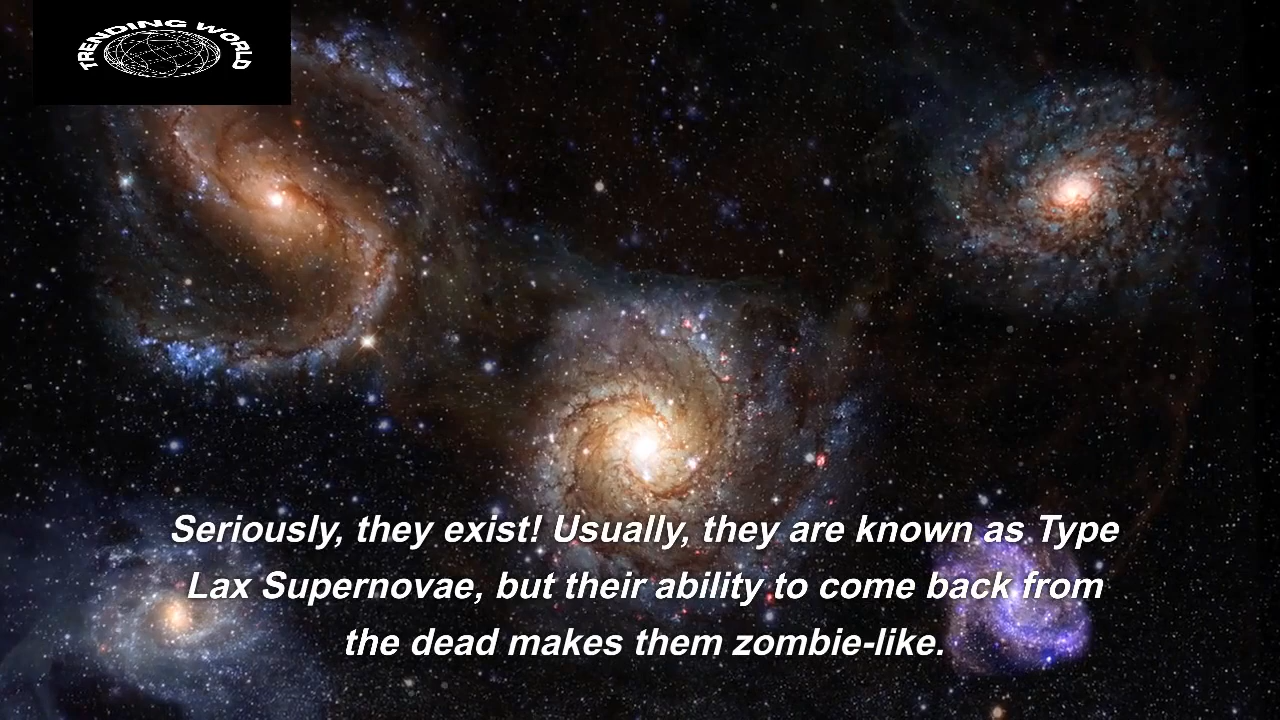 TRENDING WORLD
Seriously, they exist! Usually, they are known as Type
Lax Supernovae, but their ability to come back from
the dead makes them zombie-like.